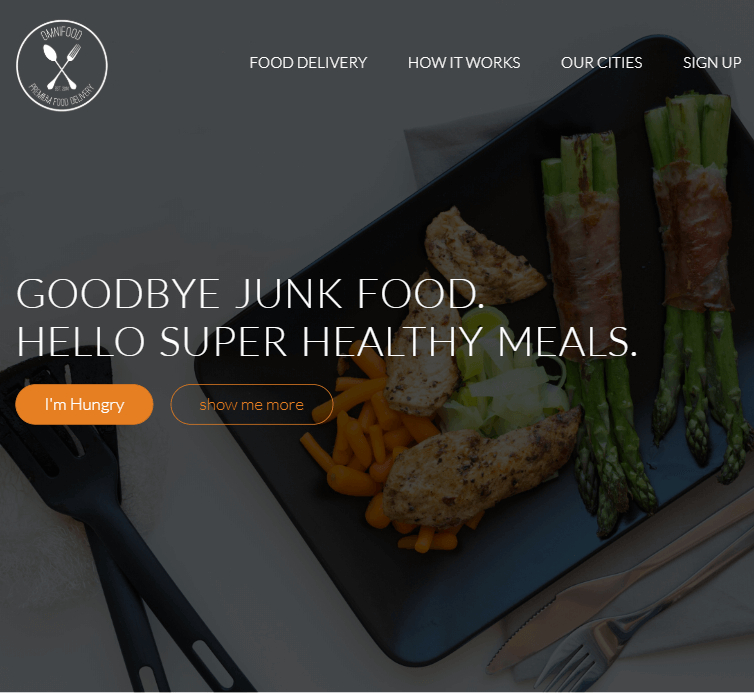 OMNIFOOD
EST. 2014
PREMIUM FOOD DELIVERY
FOOD DELIVERY HOW IT WORKS OUR CITIES SIGN UP
GOODBYE JUNK FOOD.
HELLO SUPER HEALTHY MEALS.
I'm Hungry show me more